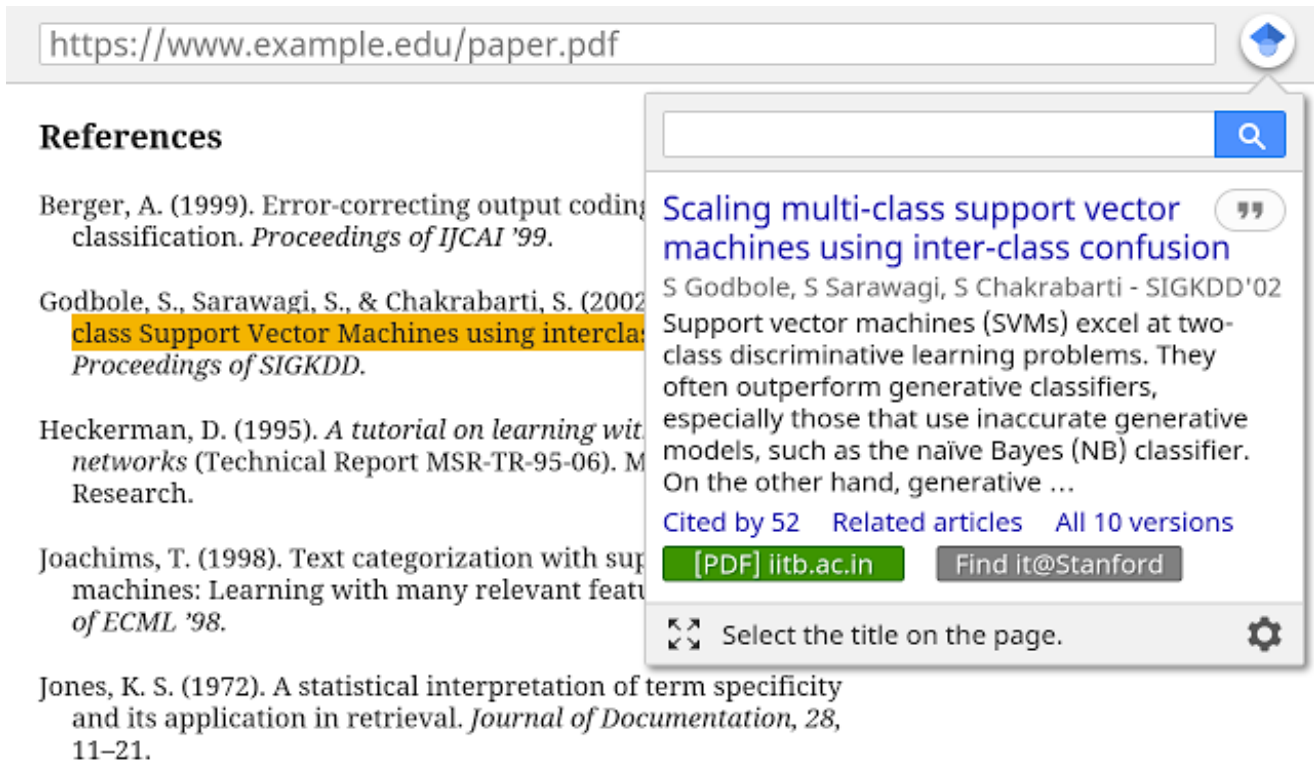 https://www.example.edu/paper.pdf
References
Berger, A. (1999). Error-correcting output coding
classification. Proceedings of IJCAI ’99.
Godbole, S., Sarawagi, S., & Chakrabarti, S. (2002
class Support Vector Machines using interclas
Proceedings of SIGKDD.
Heckerman, D. (1995). A tutorial on learning wit
networks (Technical Report MSR-TR-95-06). M
Research.
Joachims, T. (1998). Text categorization with sup
machines: Learning with many relevant featu
of ECML ’98.
Jones, K. S. (1972). A statistical interpretation of term specificity
and its application in retrieval. Journal of Documentation, 28,
11–21.
Scaling multi-class support vector
machines using inter-class confusion
S Godbole, S Sarawagi, S Chakrabarti - SIGKDD'02
Support vector machines (SVMs) excel at two-
class discriminative learning problems. They
often outperform generative classifiers,
especially those that use inaccurate generative
models, such as the naïve Bayes (NB) classifier.
On the other hand, generative …
Cited by 52 Related articles All 10 versions
[PDF] iitb.ac.in Find it@Stanford
Select the title on the page.